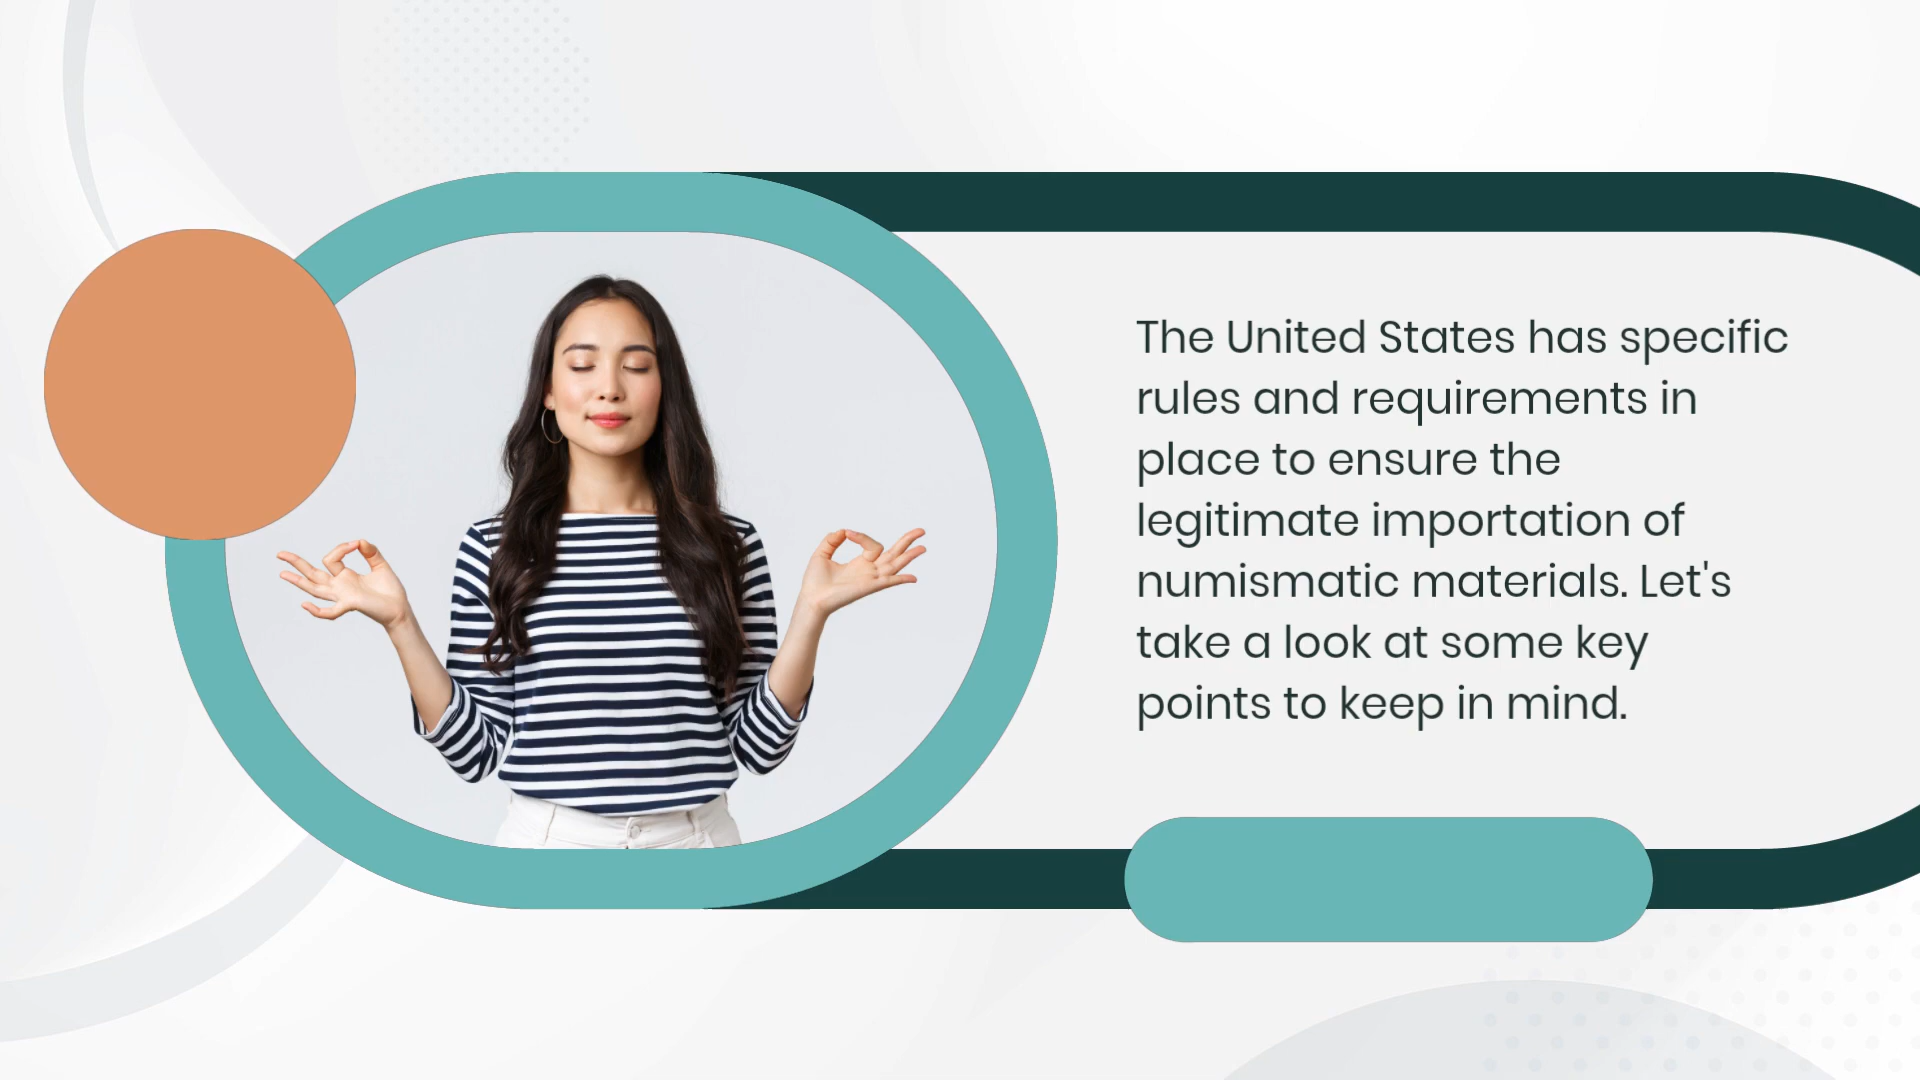 The United States has specific
rules and requirements in
place to ensure the
legitimate importation of
numismatic materials. Let's
take a look at some key
points to keep in mind.